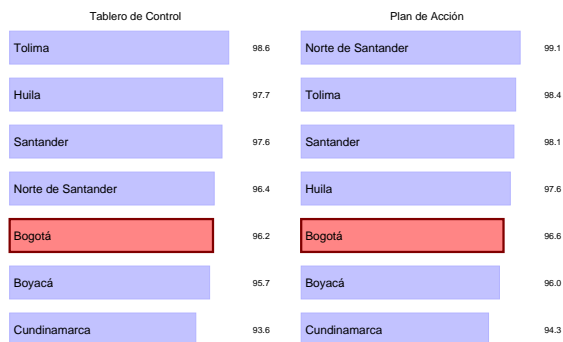 Tablero de Control
Tolima 98.6
Huila 97.7
Santander 97.6
Norte de Santander 96.4
Bogotá 96.2
Boyacá 95.7
Cundinamarca 93.6
Plan de Acción
Norte de Santander 99.1
Tolima 98.4
Santander 98.1
Huila 97.6
Bogotá 96.6
Boyacá 96.0
Cundinamarca 94.3